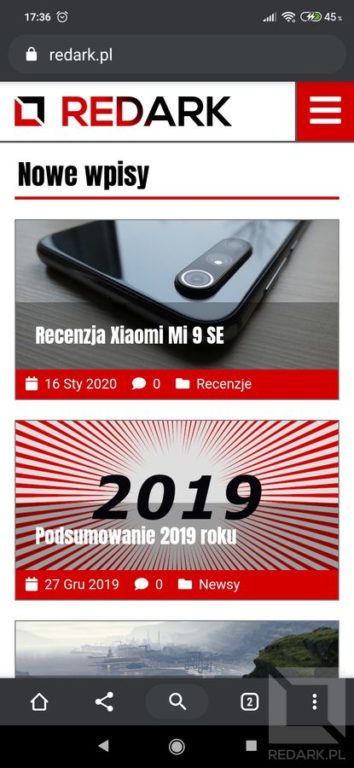 17:36
45%
redark.pl
REDARK
Nowe wpisy
Recenzja Xiaomi Mi 9 SE
16 Sty 2020 0 Recenzje
2019
Podsumowanie 2019 roku
27 Gru 2019 0 Newsy
2
REDARK.PL